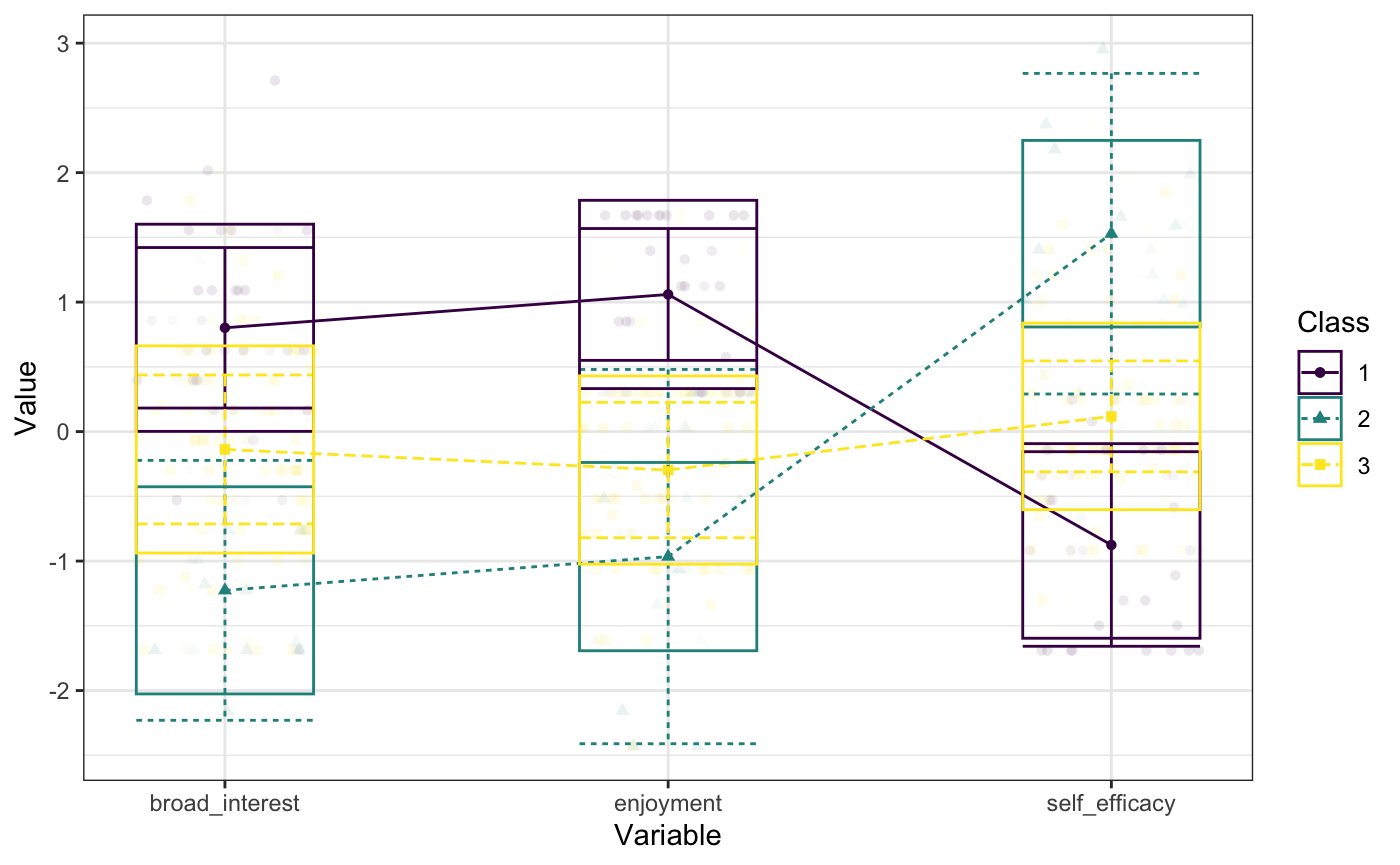 3
2
1
0
-1
-2
Value
broad_interest enjoyment self_efficacy
Variable
Class
1
2
3